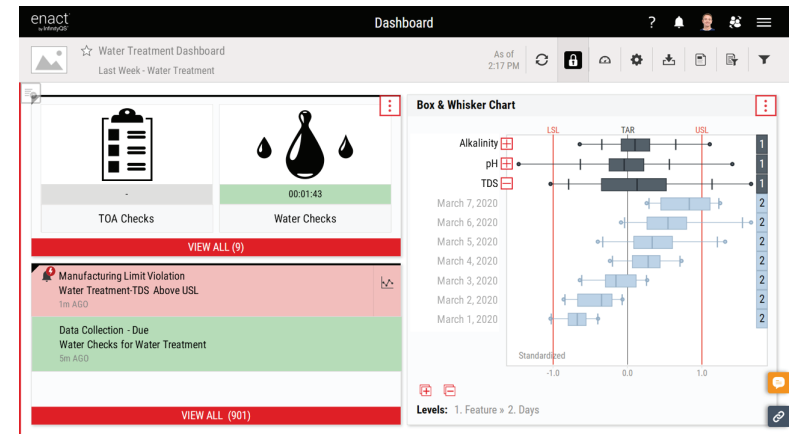 enact
by InfinityQS
Dashboard
?
Water Treatment Dashboard
Last Week - Water Treatment
As of
2:17 PM
-
TOA Checks
00:01:43
Water Checks
VIEW ALL (9)
Manufacturing Limit Violation
Water Treatment-TDS Above USL
1m AGO
Data Collection - Due
Water Checks for Water Treatment
5m AGO
VIEW ALL (901)
Box & Whisker Chart
LSL TAR USL
Alkalinity 1
pH 1
TDS 1
March 7, 2020 2
March 6, 2020 2
March 5, 2020 2
March 4, 2020 2
March 3, 2020 2
March 2, 2020 2
March 1, 2020 2
Standardized
-1.0 0.0 1.0
Levels: 1. Feature » 2. Days